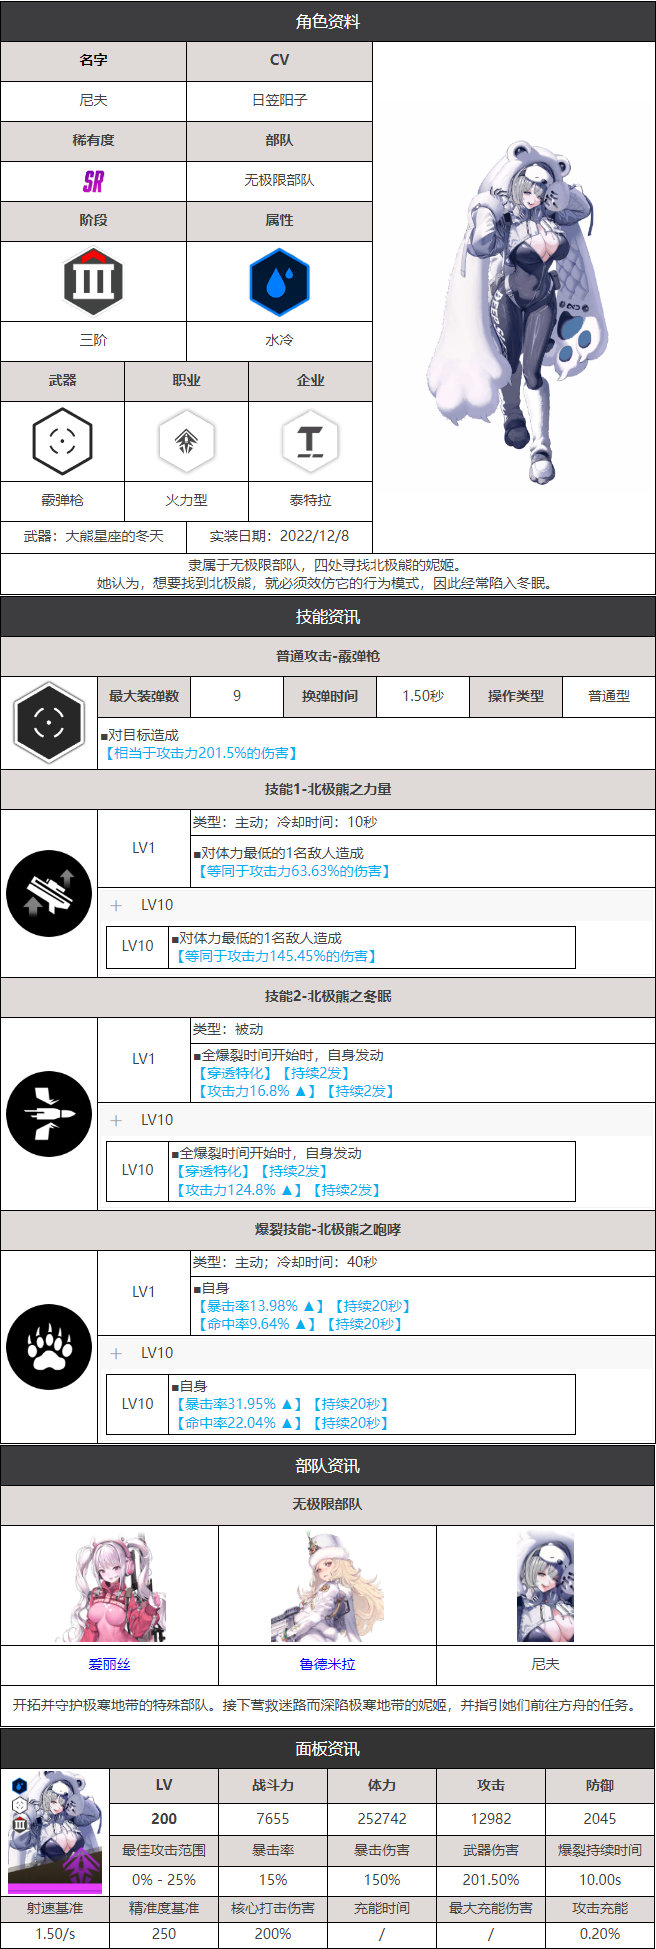 角色资料
名字 CV
尼夫 日笠阳子
稀有度 部队
SR 无极限部队
阶段 属性
三阶 水冷
武器 职业 企业
霰弹枪 火力型 泰特拉
武器：大熊星座的冬天 实装日期：2022/12/8
隶属于无极限部队，四处寻找北极熊的妮姬。
她认为，想要找到北极熊，就必须效仿它的行为模式，因此经常陷入冬眠。
技能资讯
普通攻击-霰弹枪
最大装弹数 9 换弹时间 1.50秒 操作类型 普通型
■对目标造成
【相当于攻击力201.5%的伤害】
技能1-北极熊之力量
LV1
类型：主动；冷却时间：10秒
■对体力最低的1名敌人造成
【等同于攻击力63.63%的伤害】
＋ LV10
LV10
■对体力最低的1名敌人造成
【等同于攻击力145.45%的伤害】
技能2-北极熊之冬眠
LV1
类型：被动
■全爆裂时间开始时，自身发动
【穿透特化】【持续2发】
【攻击力16.8% ▲】【持续2发】
＋ LV10
LV10
■全爆裂时间开始时，自身发动
【穿透特化】【持续2发】
【攻击力124.8% ▲】【持续2发】
爆裂技能-北极熊之咆哮
LV1
类型：主动；冷却时间：40秒
■自身
【暴击率13.98% ▲】【持续20秒】
【命中率9.64% ▲】【持续20秒】
＋ LV10
LV10
■自身
【暴击率31.95% ▲】【持续20秒】
【命中率22.04% ▲】【持续20秒】
部队资讯
无极限部队
爱丽丝 鲁德米拉 尼夫
开拓并守护极寒地带的特殊部队。接下营救迷路而深陷极寒地带的妮姬，并指引她们前往方舟的任务。
面板资讯
LV 战斗力 体力 攻击 防御
200 7655 252742 12982 2045
最佳攻击范围 暴击率 暴击伤害 武器伤害 爆裂持续时间
0% - 25% 15% 150% 201.50% 10.00s
射速基准 精准度基准 核心打击伤害 充能时间 最大充能伤害 攻击充能
1.50/s 250 200% / / 0.20%